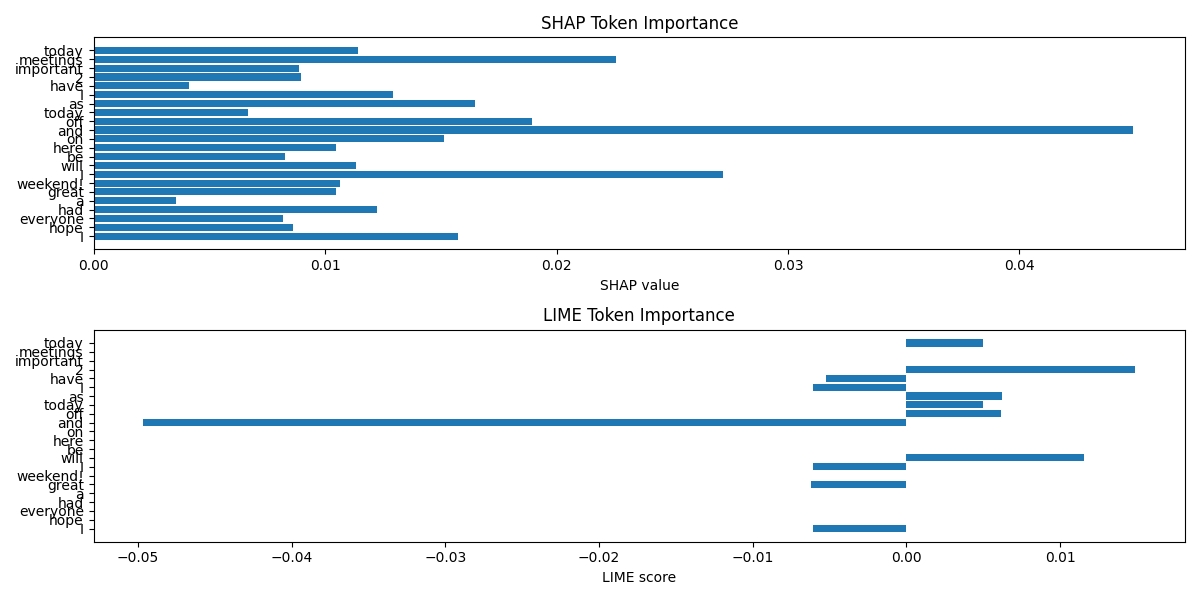 SHAP Token Importance
today
meetings
important
2
have
I
as
today
off
and
on
here
be
will
I
weekend!
great
a
had
everyone
hope
I
0.00 0.01 0.02 0.03 0.04
SHAP value
LIME Token Importance
today
meetings
important
2
have
I
as
today
off
and
on
here
be
will
I
weekend!
great
a
had
everyone
hope
I
−0.05 −0.04 −0.03 −0.02 −0.01 0.00 0.01
LIME score